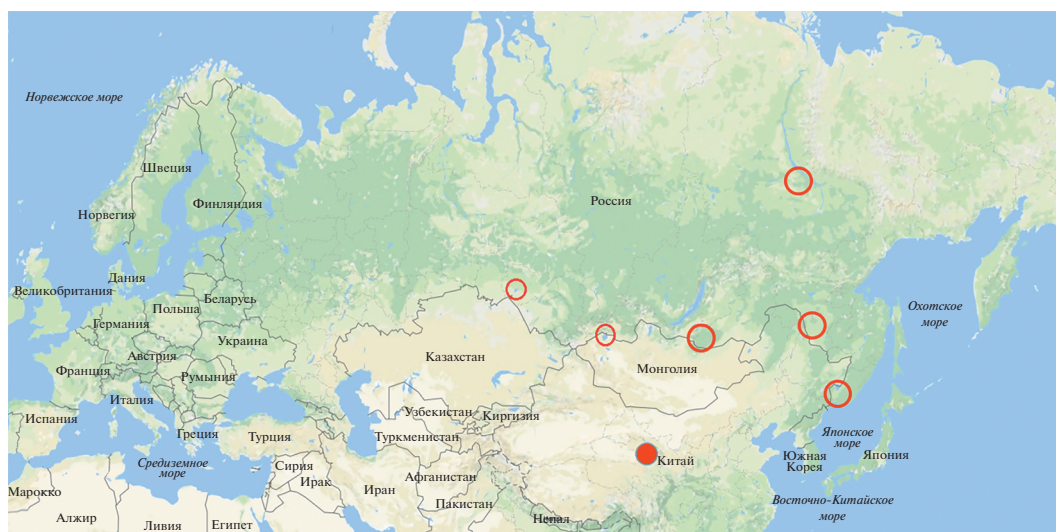 Норвежское море
Швеция
Норвегия
Финляндия
Россия
Дания
Великобритания
Беларусь
Польша
Германия
Охотское
море
Украина
Австрия
Казахстан
Франция
Румыния
Монголия
Италия
Узбекистан
Киргизия
Испания
Греция
Турция
Туркменистан
Японское
море
Средиземное
море
Сирия
Афганистан
Китай
Южная
Корея
Япония
Марокко
Ирак
Иран
Пакистан
Восточно-Китайское
море
Алжир
Ливия
Египет
Непал